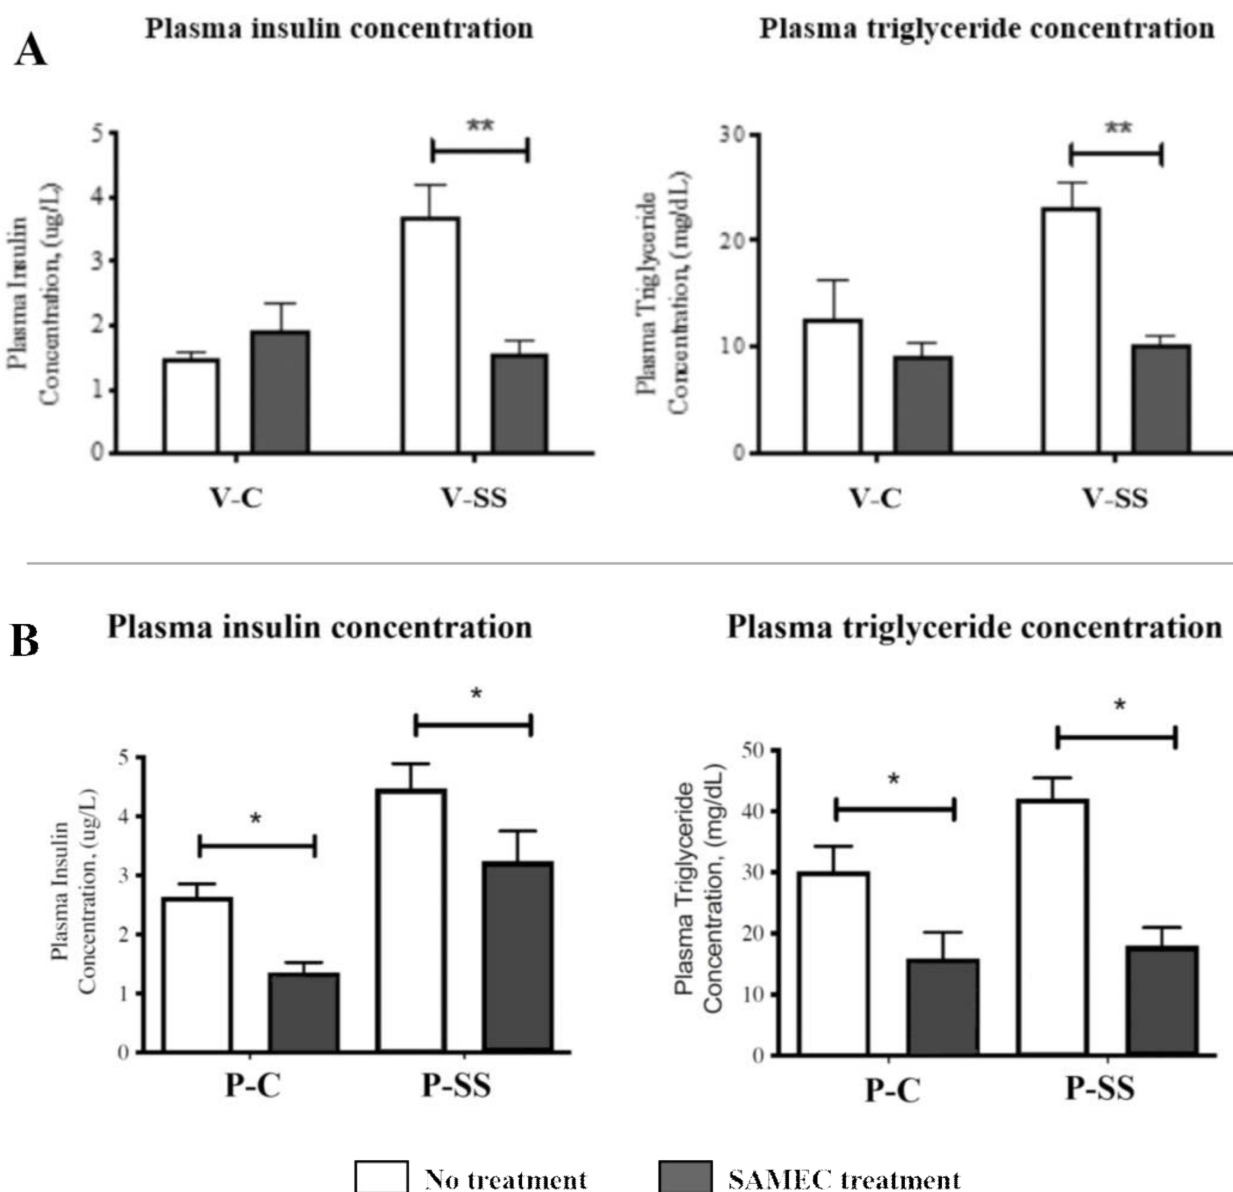 A
Plasma insulin concentration
Plasma Insulin
Concentration, (ug/L)
5
4
3
2
1
0
**
V-C
V-SS
Plasma triglyceride concentration
Plasma Triglyceride
Concentration, (mg/dL)
30
20
10
0
**
V-C
V-SS
B
Plasma insulin concentration
Plasma Insulin
Concentration, (ug/L)
5
4
3
2
1
0
*
*
P-C
P-SS
Plasma triglyceride concentration
Plasma Triglyceride
Concentration, (mg/dL)
50
40
30
20
10
0
*
*
P-C
P-SS
No treatment
SAMEC treatment